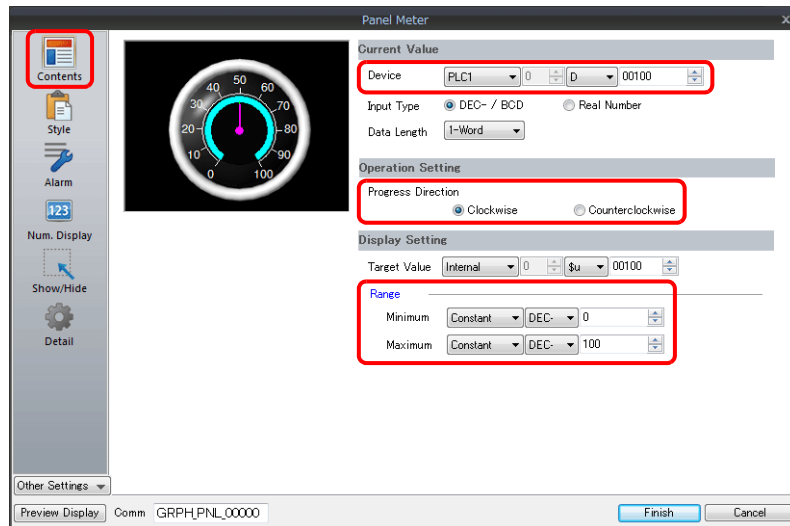 Panel Meter
x
Contents
Style
Alarm
123
Num. Display
Show/Hide
Detail
Other Settings
0 10 20 30 40 50 60 70 80 90 100
Current Value
Device PLC1 0 D 00100
Input Type DEC- / BCD Real Number
Data Length 1-Word
Operation Setting
Progress Direction
Clockwise Counterclockwise
Display Setting
Target Value Internal 0 $u 00100
Range
Minimum Constant DEC- 0
Maximum Constant DEC- 100
Preview Display Comm GRPH_PNL_00000 Finish Cancel